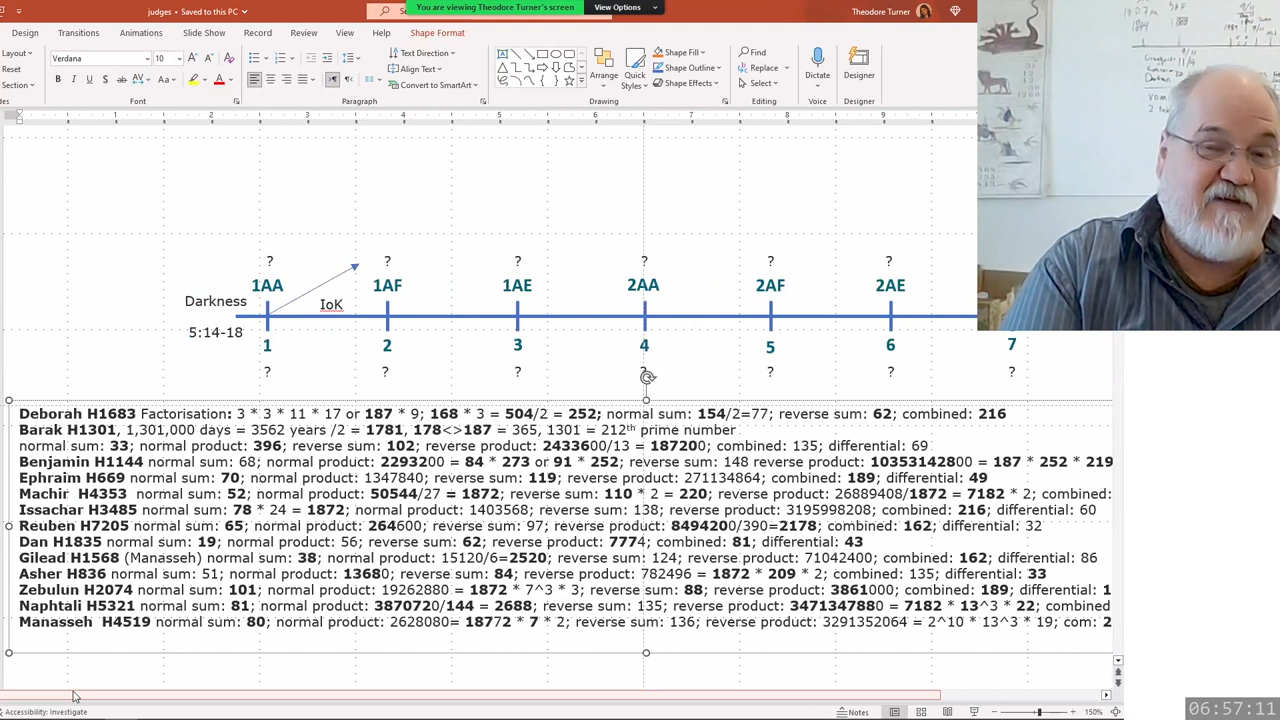 judges • Saved to this PC
You are viewing Theodore Turner's screen
View Options
Theodore Turner
Design Transitions Animations Slide Show Record Review View Help Shape Format
Layout
Reset
Section
Verdana 10
Text Direction
Align Text
Convert to SmartArt
Arrange
Quick Styles
Shape Fill
Shape Outline
Shape Effects
Find
Replace
Select
Dictate
Designer
Font Paragraph Drawing Editing Voice Designer
1 2 3 4 5 6 7 8 9
? ? ? ? ? ?
1AA 1AF 1AE 2AA 2AF 2AE
Darkness
IoK
5:14-18
1 2 3 4 5 6 7
? ? ? ? ? ? ?
Deborah H1683 Factorisation: 3 * 3 * 11 * 17 or 187 * 9; 168 * 3 = 504/2 = 252; normal sum: 154/2=77; reverse sum: 62; combined: 216
Barak H1301, 1,301,000 days = 3562 years /2 = 1781, 178<>187 = 365, 1301 = 212th prime number
normal sum: 33; normal product: 396; reverse sum: 102; reverse product: 2433600/13 = 187200; combined: 135; differential: 69
Benjamin H1144 normal sum: 68; normal product: 2293200 = 84 * 273 or 91 * 252; reverse sum: 148 reverse product: 10353142800 = 187 * 252 * 219
Ephraim H669 normal sum: 70; normal product: 1347840; reverse sum: 119; reverse product: 271134864; combined: 189; differential: 49
Machir H4353 normal sum: 52; normal product: 50544/27 = 1872; reverse sum: 110 * 2 = 220; reverse product: 26889408/1872 = 7182 * 2; combined:
Issachar H3485 normal sum: 78 * 24 = 1872; normal product: 1403568; reverse sum: 138; reverse product: 3195998208; combined: 216; differential: 60
Reuben H7205 normal sum: 65; normal product: 264600; reverse sum: 97; reverse product: 8494200/390=2178; combined: 162; differential: 32
Dan H1835 normal sum: 19; normal product: 56; reverse sum: 62; reverse product: 7774; combined: 81; differential: 43
Gilead H1568 (Manasseh) normal sum: 38; normal product: 15120/6=2520; reverse sum: 124; reverse product: 71042400; combined: 162; differential: 86
Asher H836 normal sum: 51; normal product: 13680; reverse sum: 84; reverse product: 782496 = 1872 * 209 * 2; combined: 135; differential: 33
Zebulun H2074 normal sum: 101; normal product: 19262880 = 1872 * 7^3 * 3; reverse sum: 88; reverse product: 3861000; combined: 189; differential: 1
Naphtali H5321 normal sum: 81; normal product: 3870720/144 = 2688; reverse sum: 135; reverse product: 3471347880 = 7182 * 13^3 * 22; combined
Manasseh H4519 normal sum: 80; normal product: 2628080= 18772 * 7 * 2; reverse sum: 136; reverse product: 3291352064 = 2^10 * 13^3 * 19; com: 2
Accessibility: Investigate
Notes
150%
06:57:11